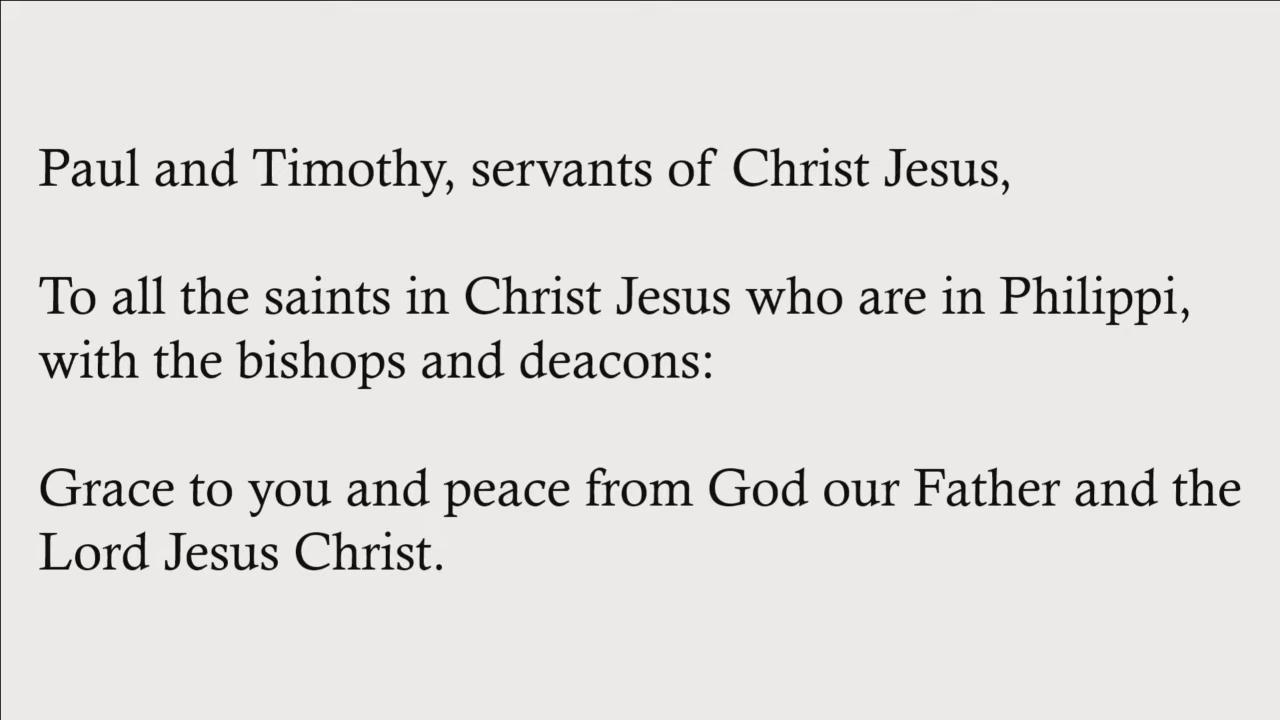 Paul and Timothy, servants of Christ Jesus,
To all the saints in Christ Jesus who are in Philippi,
with the bishops and deacons:
Grace to you and peace from God our Father and the
Lord Jesus Christ.